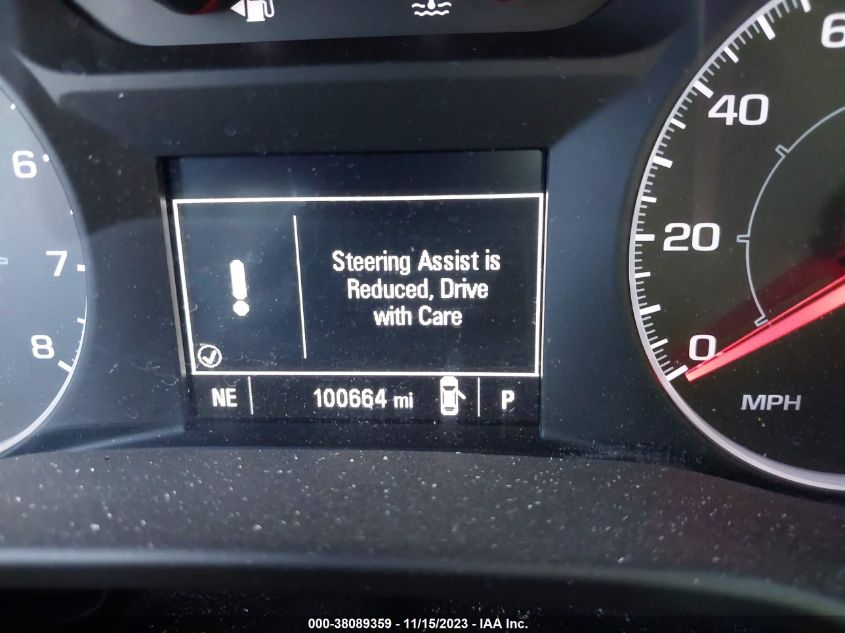 6
7
8
60
40
20
0
MPH
Steering Assist is
Reduced, Drive
with Care
NE 100664 mi P
000-38089359 - 11/15/2023 - IAA Inc.